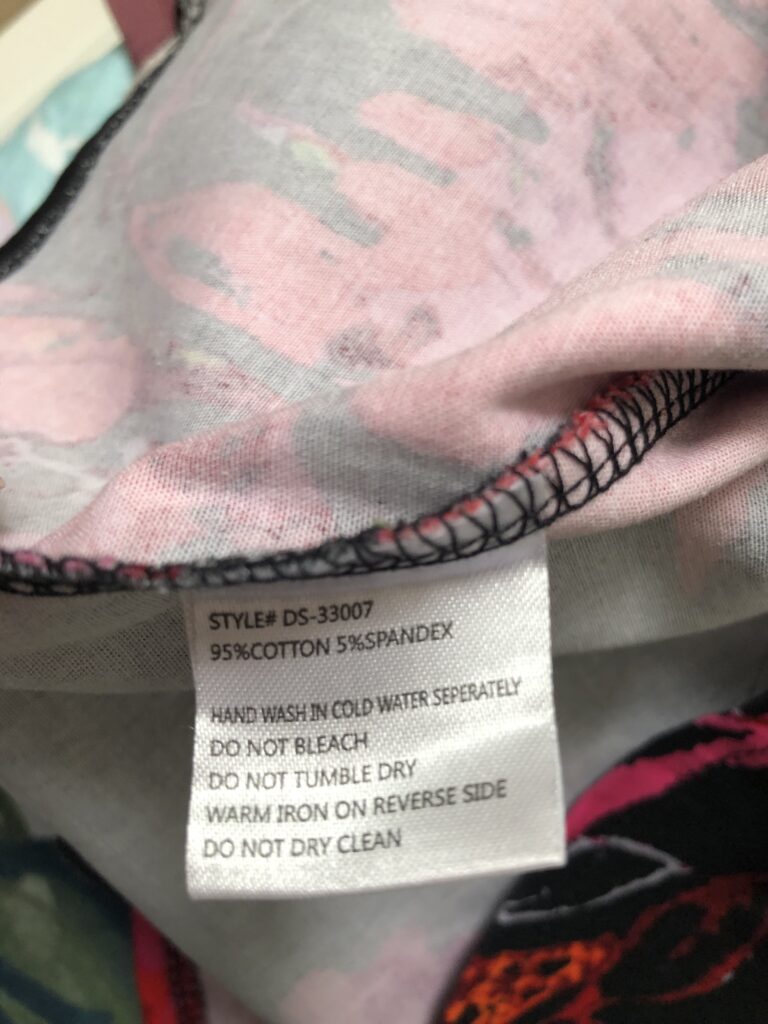 STYLE# DS-33007
95%COTTON 5%SPANDEX
HAND WASH IN COLD WATER SEPERATELY
DO NOT BLEACH
DO NOT TUMBLE DRY
WARM IRON ON REVERSE SIDE
DO NOT DRY CLEAN